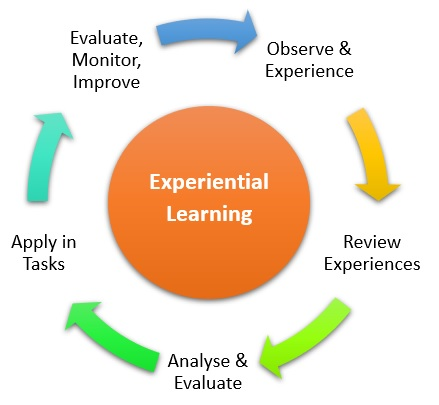 Evaluate,
Monitor,
Improve
Observe &
Experience
Experiential
Learning
Review
Experiences
Apply in
Tasks
Analyse &
Evaluate